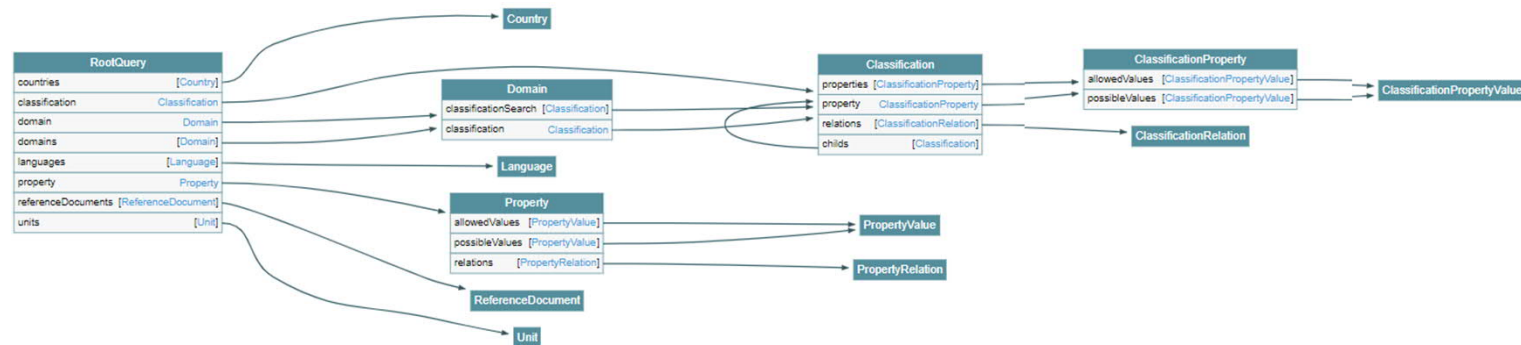 Country
RootQuery
countries [Country]
classification Classification
domain Domain
domains [Domain]
languages [Language]
property Property
referenceDocuments [ReferenceDocument]
units [Unit]
Domain
classificationSearch [Classification]
classification Classification
Language
Property
allowedValues [PropertyValue]
possibleValues [PropertyValue]
relations [PropertyRelation]
ReferenceDocument
Unit
Classification
properties [ClassificationProperty]
property ClassificationProperty
relations [ClassificationRelation]
childs [Classification]
PropertyValue
PropertyRelation
ClassificationProperty
allowedValues [ClassificationPropertyValue]
possibleValues [ClassificationPropertyValue]
ClassificationRelation
ClassificationPropertyValue